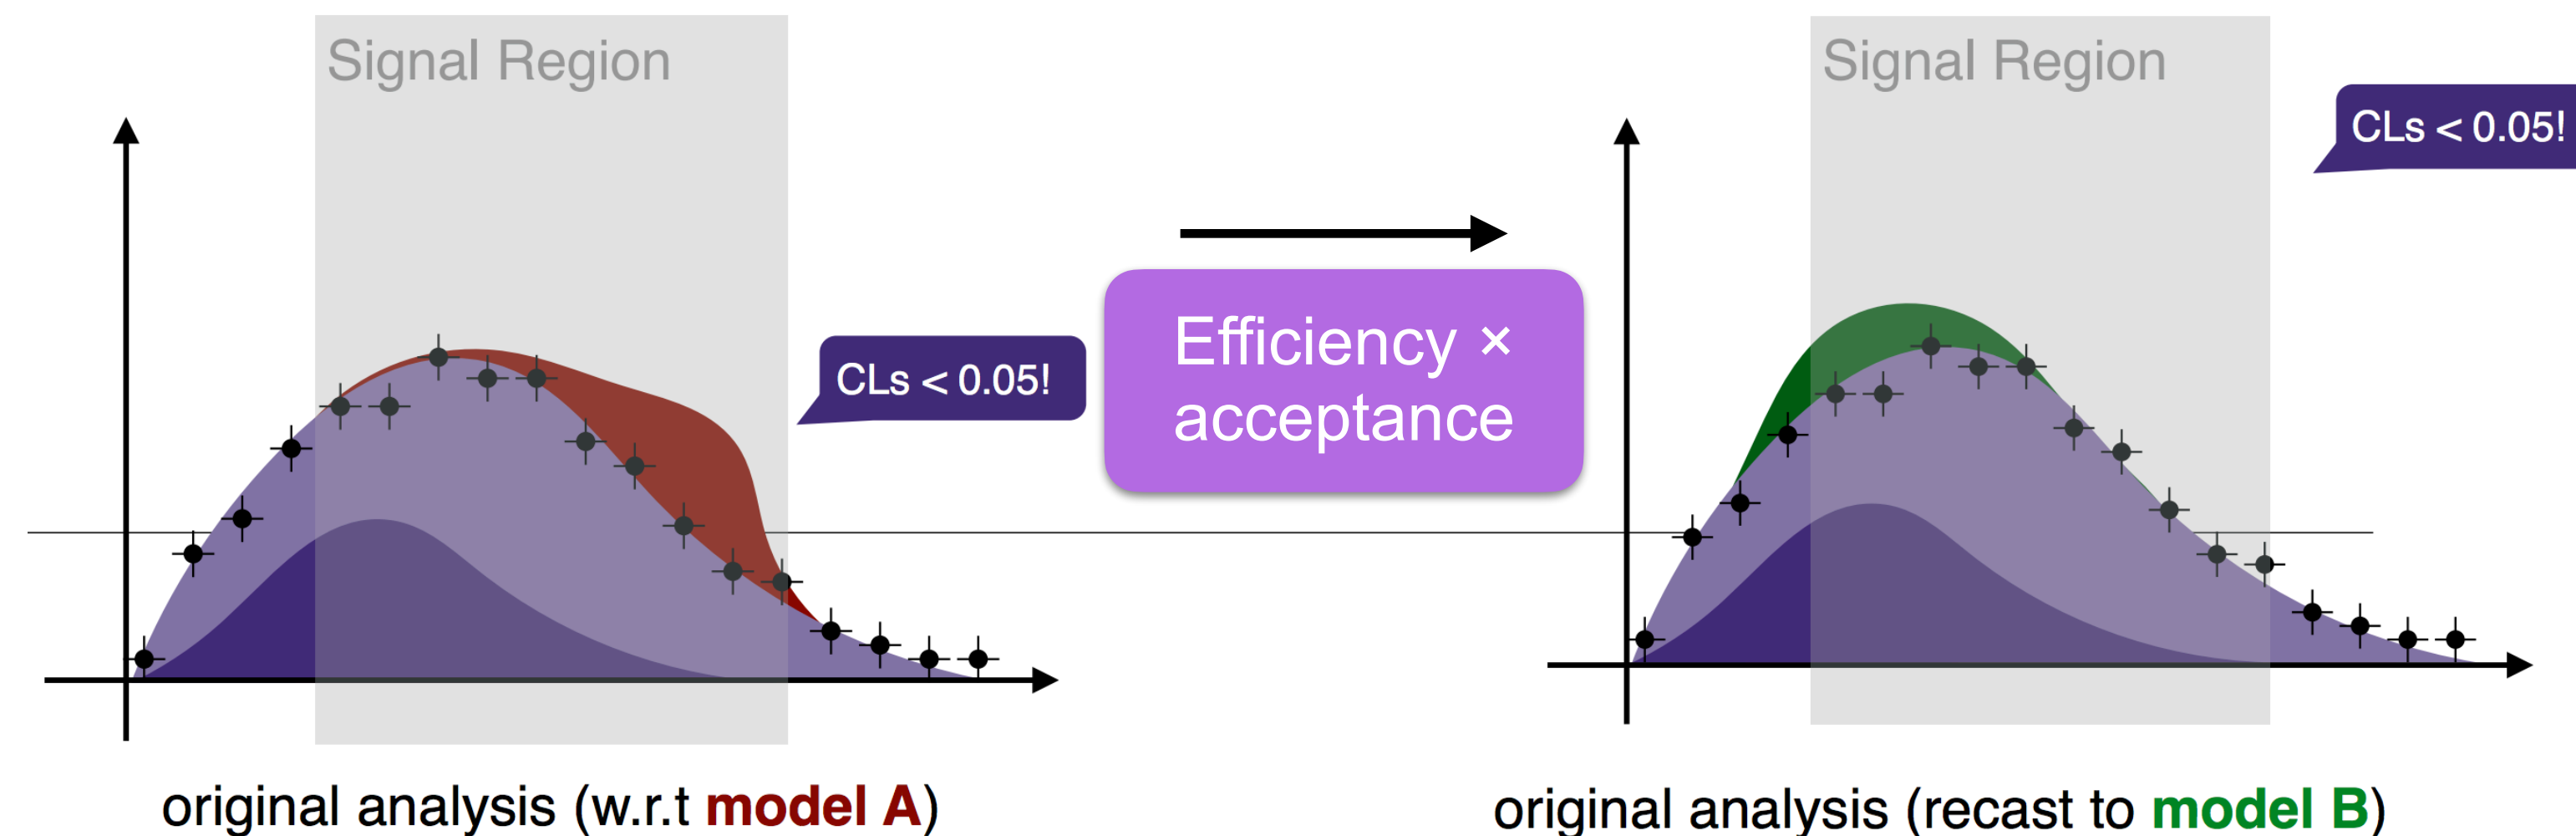 Signal Region
Signal Region
CLs < 0.05!
CLs < 0.05!
Efficiency ×
acceptance
original analysis (w.r.t model A)
original analysis (recast to model B)